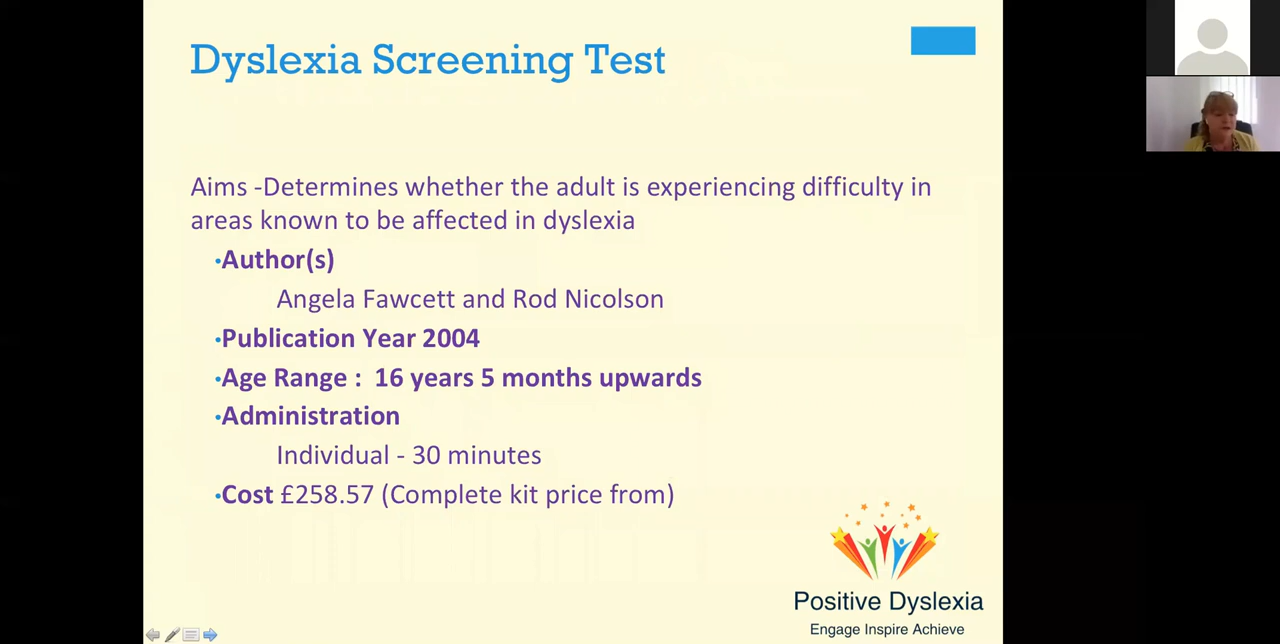 Dyslexia Screening Test
Aims -Determines whether the adult is experiencing difficulty in
areas known to be affected in dyslexia
•Author(s)
Angela Fawcett and Rod Nicolson
•Publication Year 2004
•Age Range : 16 years 5 months upwards
•Administration
Individual - 30 minutes
•Cost £258.57 (Complete kit price from)
Positive Dyslexia
Engage Inspire Achieve